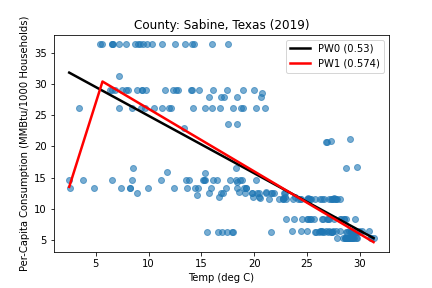 County: Sabine, Texas (2019)
Per-Capita Consumption (MMBtu/1000 Households)
35
30
25
20
15
10
5
PW0 (0.53)
PW1 (0.574)
5 10 15 20 25 30
Temp (deg C)